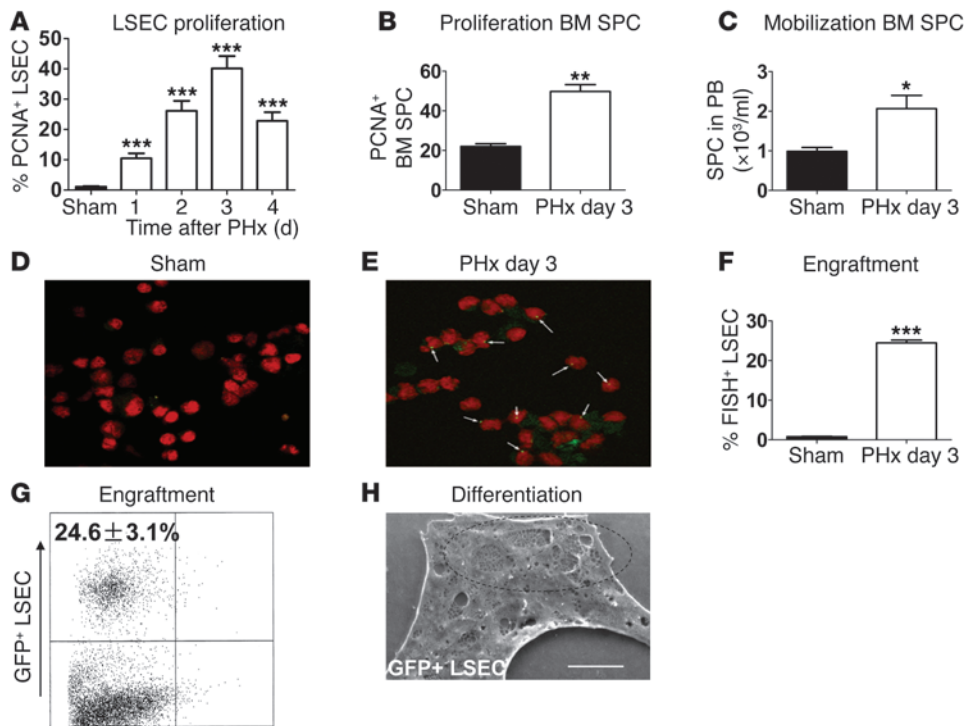 A LSEC proliferation
% PCNA⁺ LSEC
50
40
30
20
10
0
***
***
***
***
Sham 1 2 3 4
Time after PHx (d)
B Proliferation BM SPC
PCNA⁺
BM SPC
60
40
20
0
**
Sham PHx day 3
C Mobilization BM SPC
SPC in PB
(×10³/ml)
3
2
1
0
*
Sham PHx day 3
D Sham
E PHx day 3
F Engraftment
% FISH⁺ LSEC
30
20
10
0
***
Sham PHx day 3
G Engraftment
24.6±3.1%
GFP⁺ LSEC
H Differentiation
GFP+ LSEC